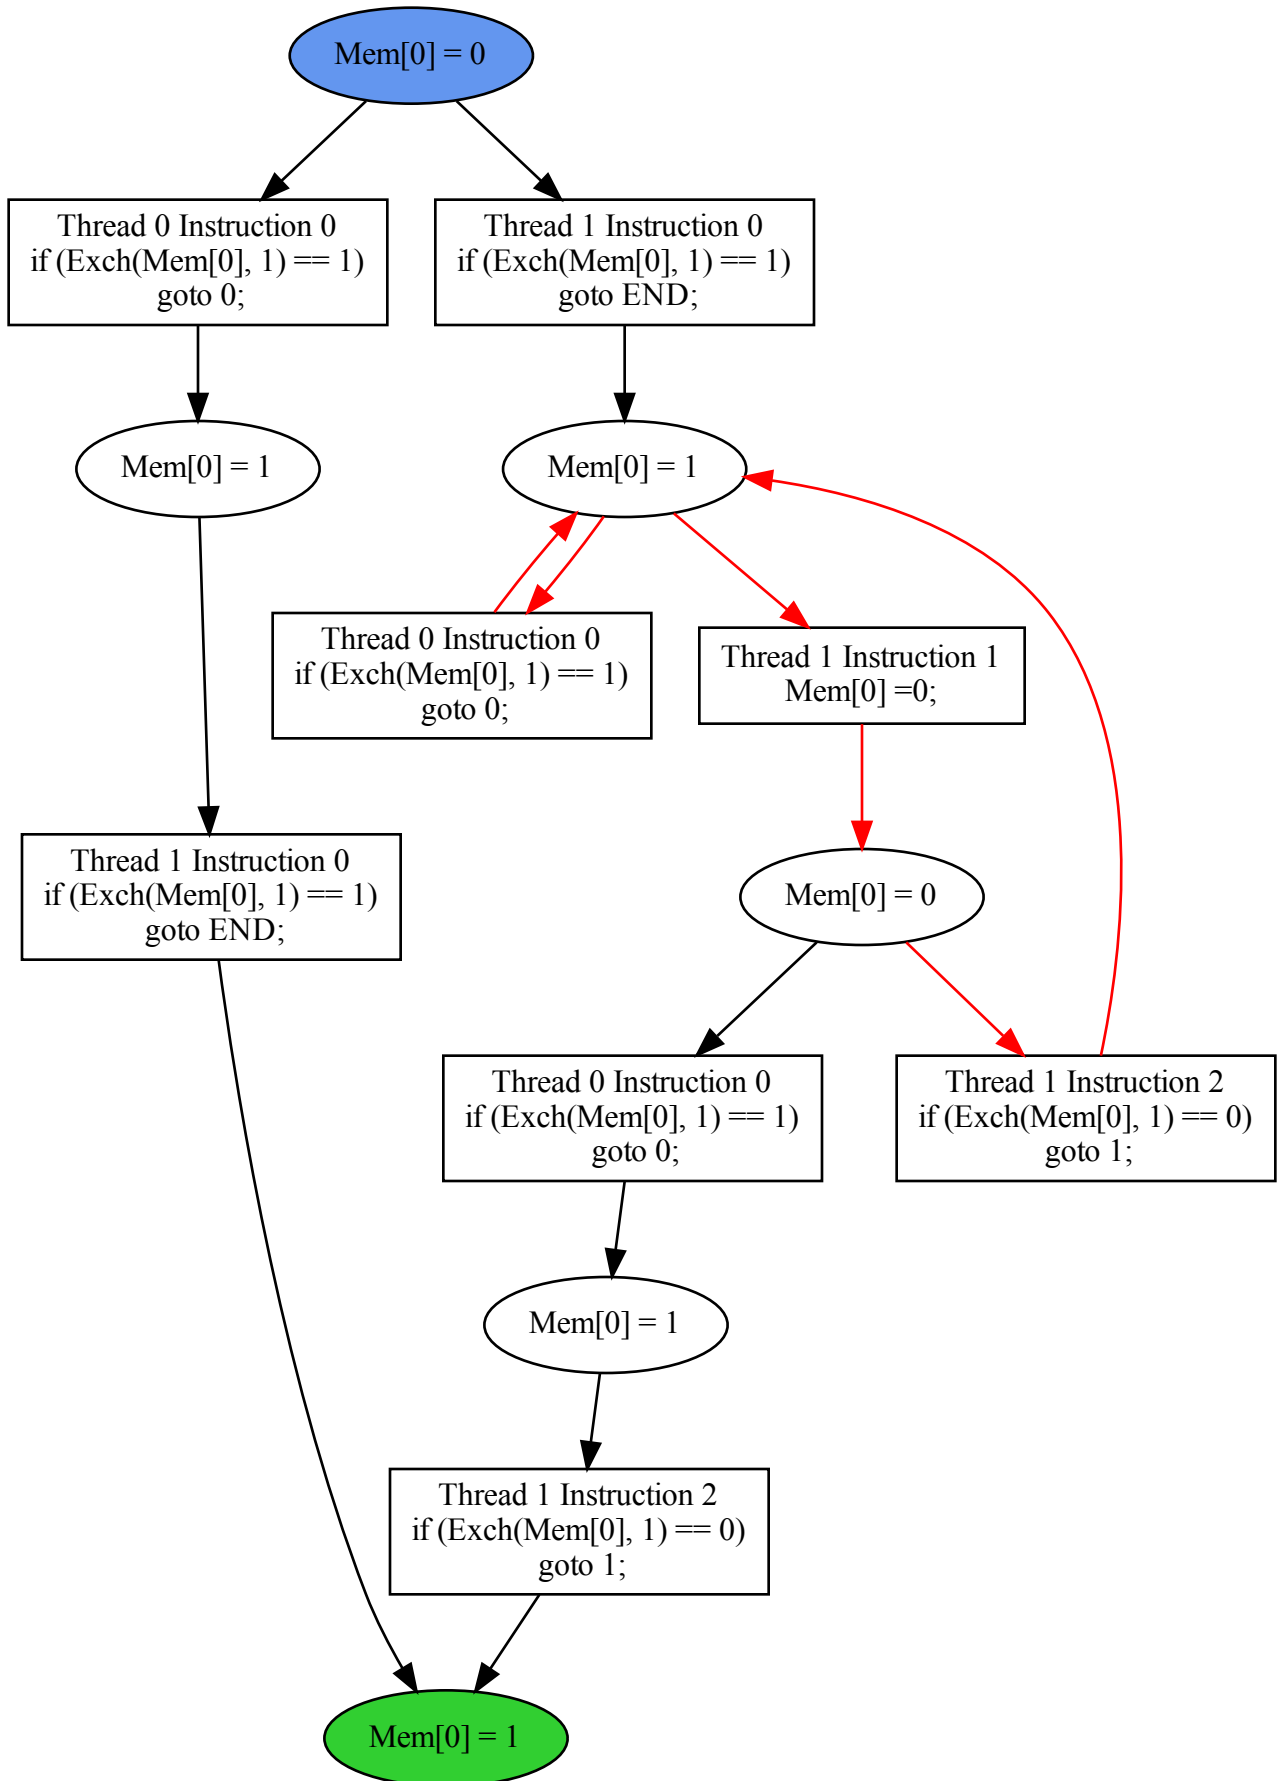 Mem[0] = 0
Thread 0 Instruction 0
if (Exch(Mem[0], 1) == 1)
goto 0;
Thread 1 Instruction 0
if (Exch(Mem[0], 1) == 1)
goto END;
Mem[0] = 1
Mem[0] = 1
Thread 0 Instruction 0
if (Exch(Mem[0], 1) == 1)
goto 0;
Thread 1 Instruction 1
Mem[0] =0;
Thread 1 Instruction 0
if (Exch(Mem[0], 1) == 1)
goto END;
Mem[0] = 0
Thread 0 Instruction 0
if (Exch(Mem[0], 1) == 1)
goto 0;
Thread 1 Instruction 2
if (Exch(Mem[0], 1) == 0)
goto 1;
Mem[0] = 1
Thread 1 Instruction 2
if (Exch(Mem[0], 1) == 0)
goto 1;
Mem[0] = 1